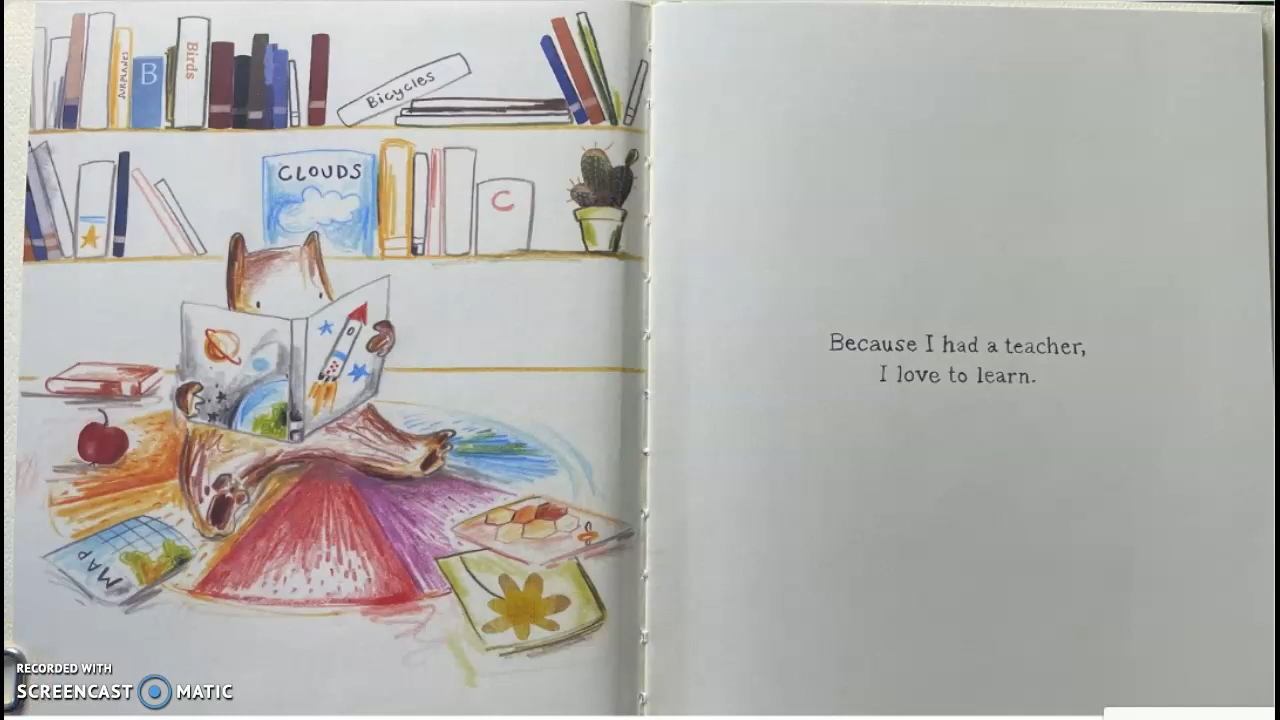 AIRPLANES
B
Birds
Bicycles
CLOUDS
C
MAP
Because I had a teacher,
I love to learn.
RECORDED WITH
SCREENCAST MATIC